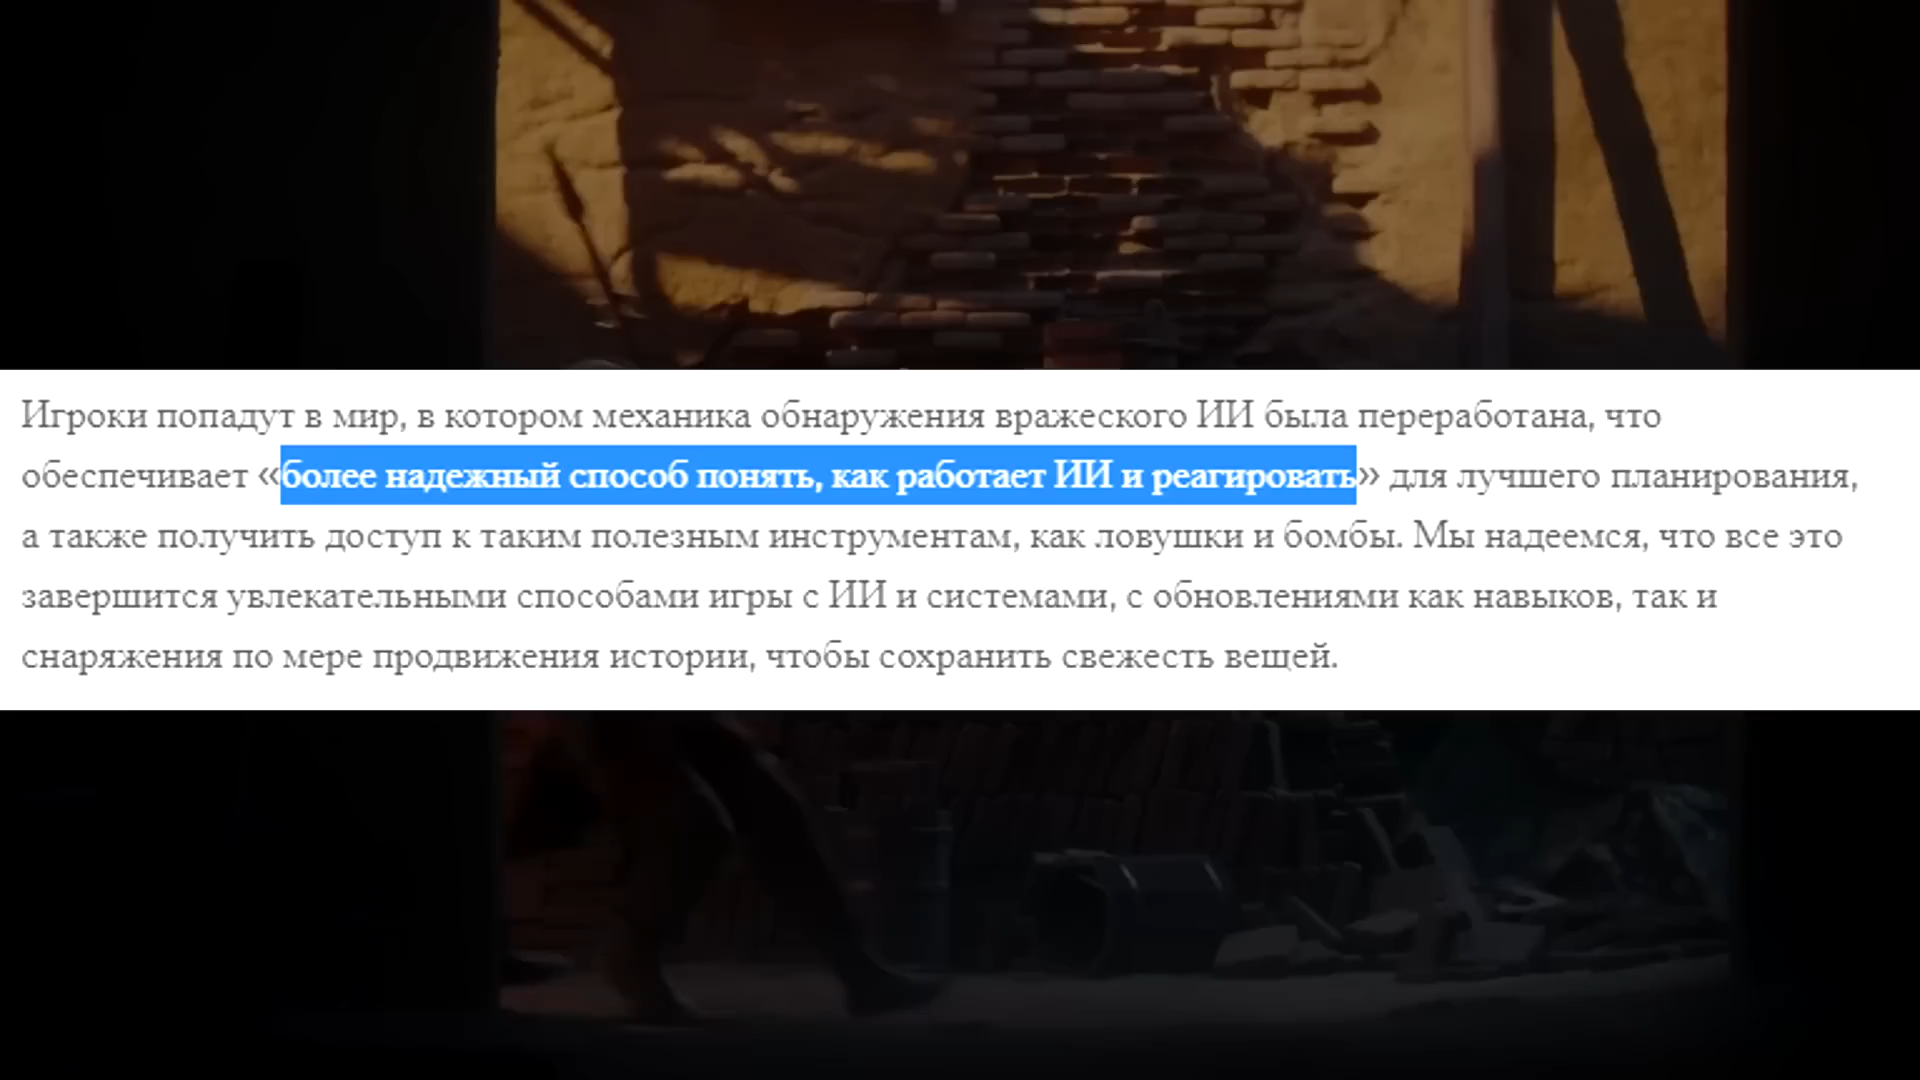 Игроки попадут в мир, в котором механика обнаружения вражеского ИИ была переработана, что
обеспечивает «более надежный способ понять, как работает ИИ и реагировать» для лучшего планирования,
а также получить доступ к таким полезным инструментам, как ловушки и бомбы. Мы надеемся, что все это
завершится увлекательными способами игры с ИИ и системами, с обновлениями как навыков, так и
снаряжения по мере продвижения истории, чтобы сохранить свежесть вещей.